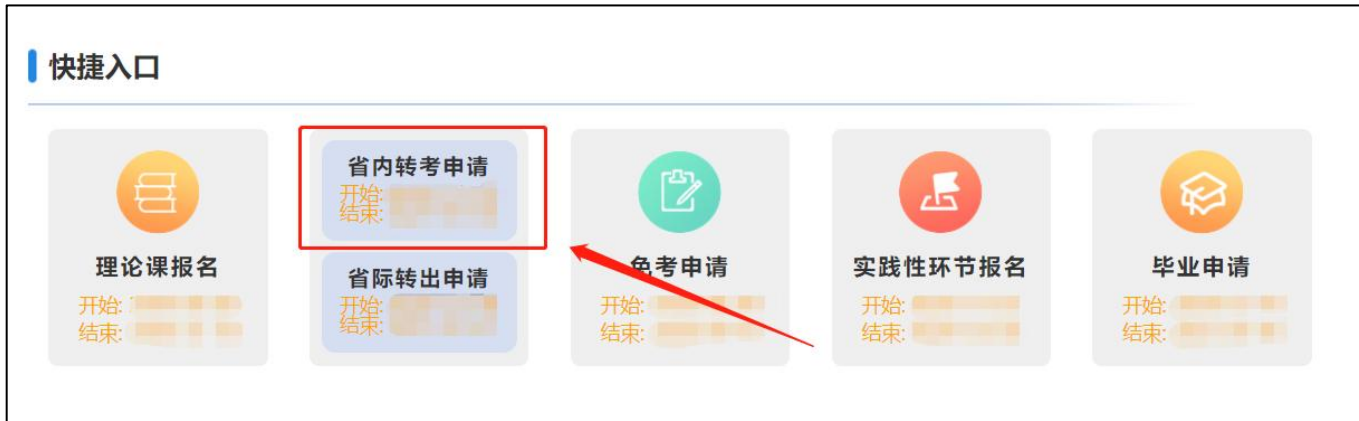 快捷入口
理论课报名
开始:
结束:
省内转考申请
开始:
结束:
省际转出申请
开始:
结束:
免考申请
开始:
结束:
实践性环节报名
开始:
结束:
毕业申请
开始:
结束: